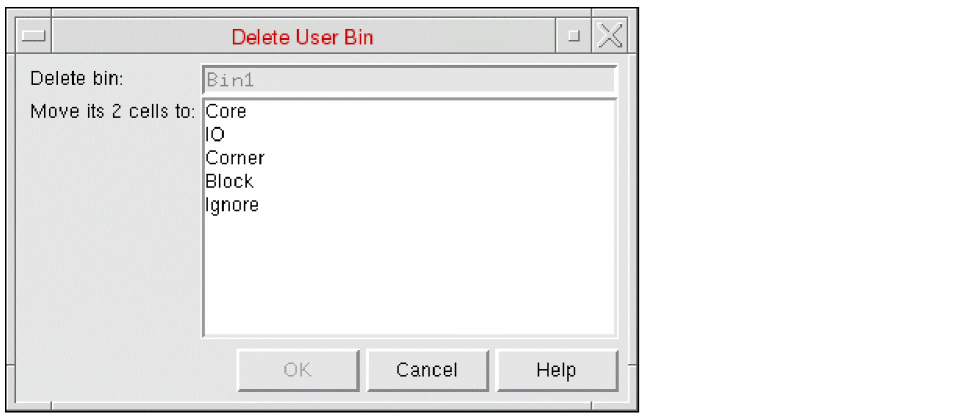 Delete User Bin
Delete bin: Bin1
Move its 2 cells to: Core
IO
Corner
Block
Ignore
OK Cancel Help